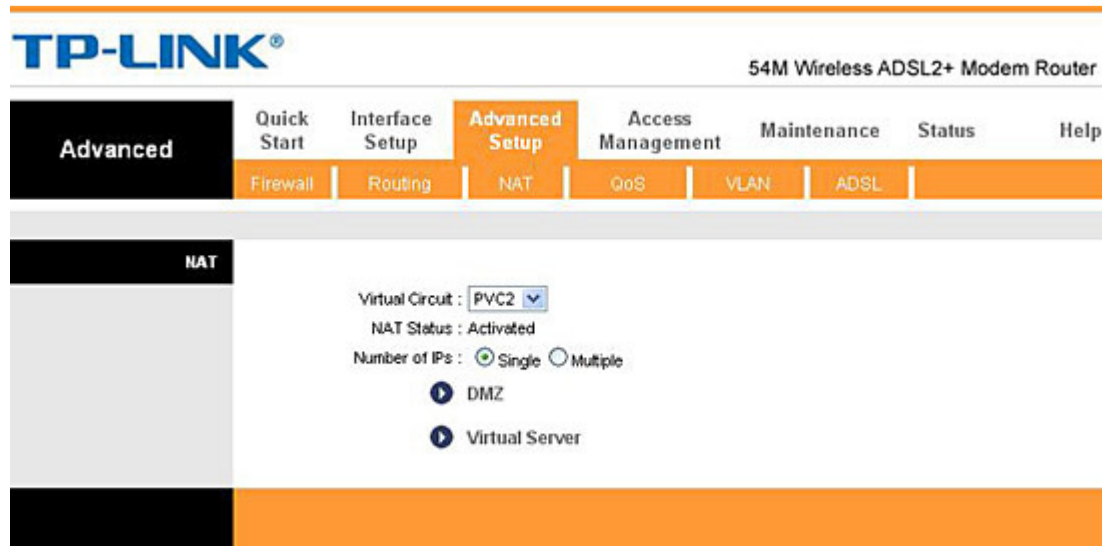 TP-LINK®
54M Wireless ADSL2+ Modem Router
Advanced
Quick Start
Interface Setup
Advanced Setup
Access Management
Maintenance
Status
Help
Firewall
Routing
NAT
QoS
VLAN
ADSL
NAT
Virtual Circuit : PVC2
NAT Status : Activated
Number of IPs : Single Multiple
DMZ
Virtual Server